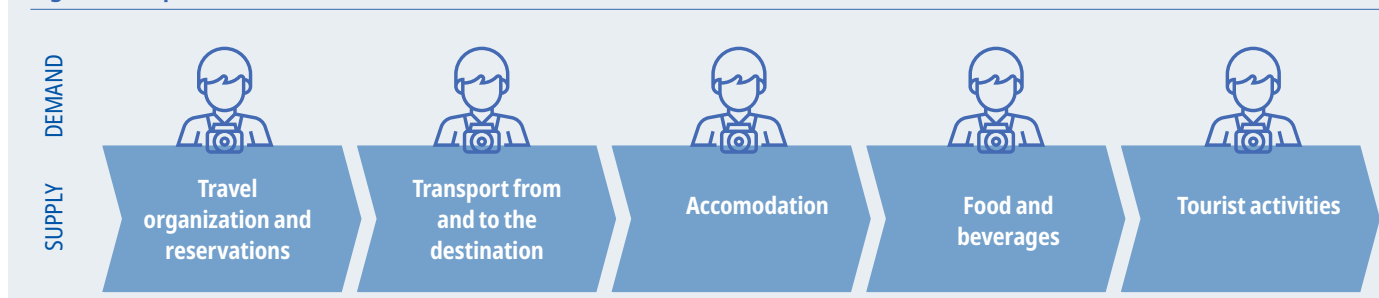 DEMAND
SUPPLY
Travel
organization and
reservations
Transport from
and to the
destination
Accomodation
Food and
beverages
Tourist activities